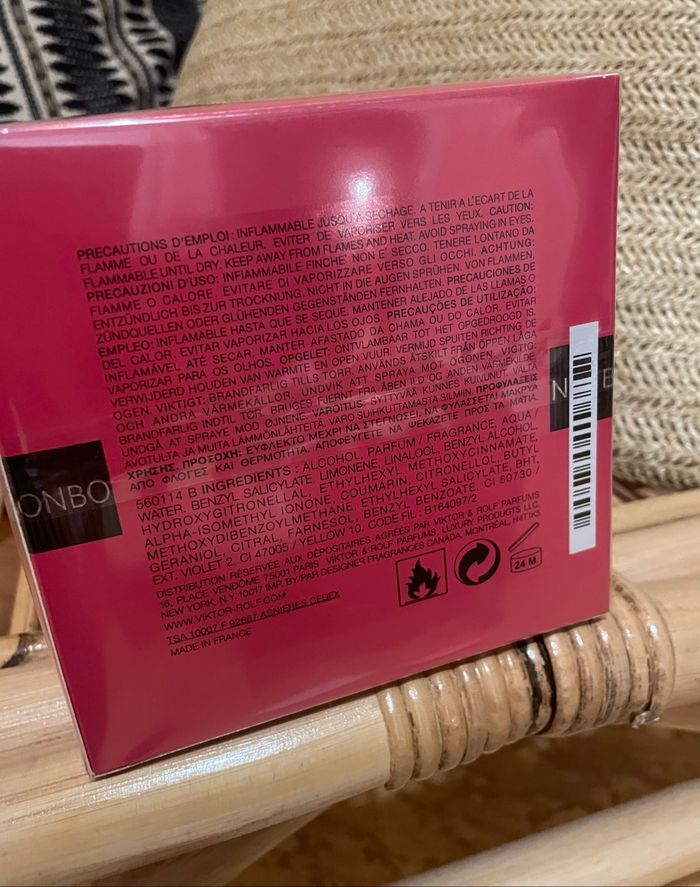 PRECAUTIONS D'EMPLOI : INFLAMMABLE JUSQU'A SECHAGE. A TENIR A L'ECART DE LA
FLAMME OU DE LA CHALEUR. EVITER DE VAPORISER VERS LES YEUX. CAUTION:
FLAMMABLE UNTIL DRY. KEEP AWAY FROM FLAMES AND HEAT. AVOID SPRAYING IN EYES.
PRECAUZIONI D'USO: INFIAMMABILE FINCHE' NON E' SECCO. TENERE LONTANO DA
FIAMME O CALORE. EVITARE DI VAPORIZZARE VERSO GLI OCCHI. ACHTUNG:
ENTZÜNDLICH BIS ZUR TROCKNUNG. NICHT IN DIE AUGEN SPRÜHEN. VON FLAMMEN,
ZÜNDQUELLEN ODER GLÜHENDEN GEGENSTÄNDEN FERNHALTEN. PRECAUCIONES DE
EMPLEO: INFLAMABLE HASTA QUE SE SEQUE. MANTENER ALEJADO DE LAS LLAMAS O
DEL CALOR. EVITAR VAPORIZAR HACIA LOS OJOS. PRECAUÇÕES DE UTILIZAÇÃO:
INFLAMÁVEL ATÉ SECAR. MANTER AFASTADO DA CHAMA OU DO CALOR. EVITAR
VAPORIZAR PARA OS OLHOS. OPGELET: ONTVLAMBAAR TOT HET OPGEDROOGD IS.
VERWIJDERD HOUDEN VAN WARMTE EN OPEN VUUR. VERMIJD SPUITEN RICHTING DE
OGEN. VIKTIGT: BRANDFARLIG TILLS TORR. ANVÄNDS ÅTSKILT FRÅN ÖPPEN LÅGA
OCH ANDRA VÄRMEKÄLLOR. UNDVIK ATT SPRAYA MOT ÖGONEN. VIGTIG:
BRANDFARLIG INDTIL TØR. BRUGES FJERNT FRA ÅBEN ILD OG ANDEN VARMEKILDE.
UNDGÅ AT SPRAYE MOD ØJNENE. VAROITUS: SYTTYVÄÄ KUNNES KUIVUNUT. VÄLTÄ
AVOTULTA JA MUITA LÄMMÖNLÄHTEITÄ. VARO SUIHKUTTAMASTA SILMIIN. ΠΡΟΦΥΛΑΞΕΙΣ
ΧΡΗΣΗΣ. ΠΡΟΣΟΧΗ: ΕΥΦΛΕΚΤΟ ΜΕΧΡΙ ΝΑ ΣΤΕΓΝΩΣΕΙ. ΝΑ ΦΥΛΑΣΣΕΤΑΙ ΜΑΚΡΥΑ
ΑΠΟ ΦΛΟΓΕΣ ΚΑΙ ΘΕΡΜΟΤΗΤΑ. ΑΠΟΦΕΥΓΕΤΕ ΝΑ ΨΕΚΑΖΕΤΕ ΠΡΟΣ ΤΑ ΜΑΤΙΑ.
560114 B INGREDIENTS : ALCOHOL, PARFUM / FRAGRANCE, AQUA /
WATER, BENZYL SALICYLATE, LIMONENE, LINALOOL, BENZYL ALCOHOL,
HYDROXYCITRONELLAL, ETHYLHEXYL METHOXYCINNAMATE,
ALPHA-ISOMETHYL IONONE, COUMARIN, CITRONELLOL, BUTYL
METHOXYDIBENZOYLMETHANE, ETHYLHEXYL SALICYLATE, BHT,
GERANIOL, CITRAL, FARNESOL, BENZYL BENZOATE, CI 60730 /
EXT. VIOLET 2, CI 47005 / YELLOW 10. CODE FIL : B164097/2
DISTRIBUTION RÉSERVÉE AUX DÉPOSITAIRES AGRÉÉS PAR VIKTOR & ROLF PARFUMS
16, PLACE VENDÔME 75001 PARIS VIKTOR & ROLF PARFUMS, LUXURY PRODUCTS LLC,
NEW YORK, N.Y. 10017 IMP. BY/PAR DESIGNER FRAGRANCES CANADA, MONTRÉAL, H4T1K5
WWW.VIKTOR-ROLF.COM
TSA 10007 F 92667 ASNIERES CEDEX
MADE IN FRANCE
24 M
ONBO
N